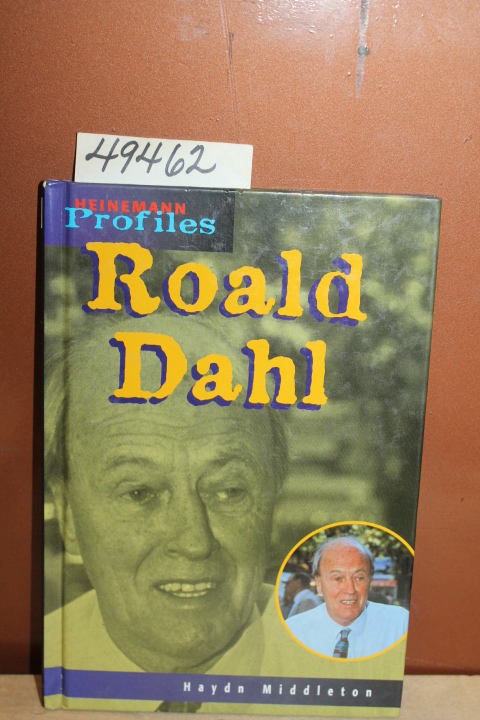 49462
HEINEMANN
Profiles
Roald
Dahl
Haydn Middleton